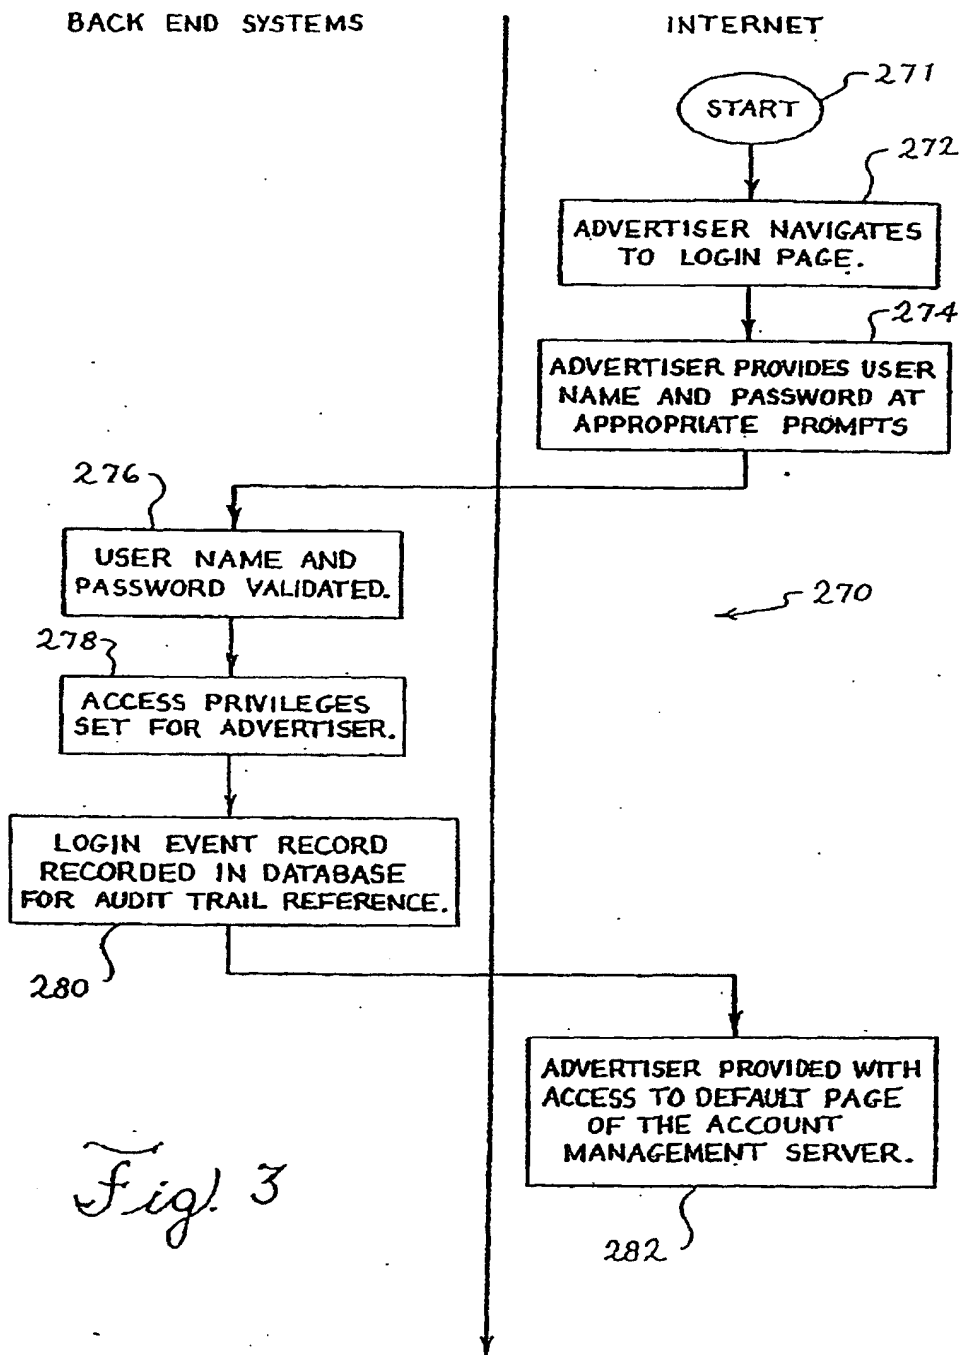 BACK END SYSTEMS
INTERNET
271
START
272
ADVERTISER NAVIGATES
TO LOGIN PAGE.
274
ADVERTISER PROVIDES USER
NAME AND PASSWORD AT
APPROPRIATE PROMPTS
276
USER NAME AND
PASSWORD VALIDATED.
270
278
ACCESS PRIVILEGES
SET FOR ADVERTISER.
LOGIN EVENT RECORD
RECORDED IN DATABASE
FOR AUDIT TRAIL REFERENCE.
280
ADVERTISER PROVIDED WITH
ACCESS TO DEFAULT PAGE
OF THE ACCOUNT
MANAGEMENT SERVER.
282
Fig. 3